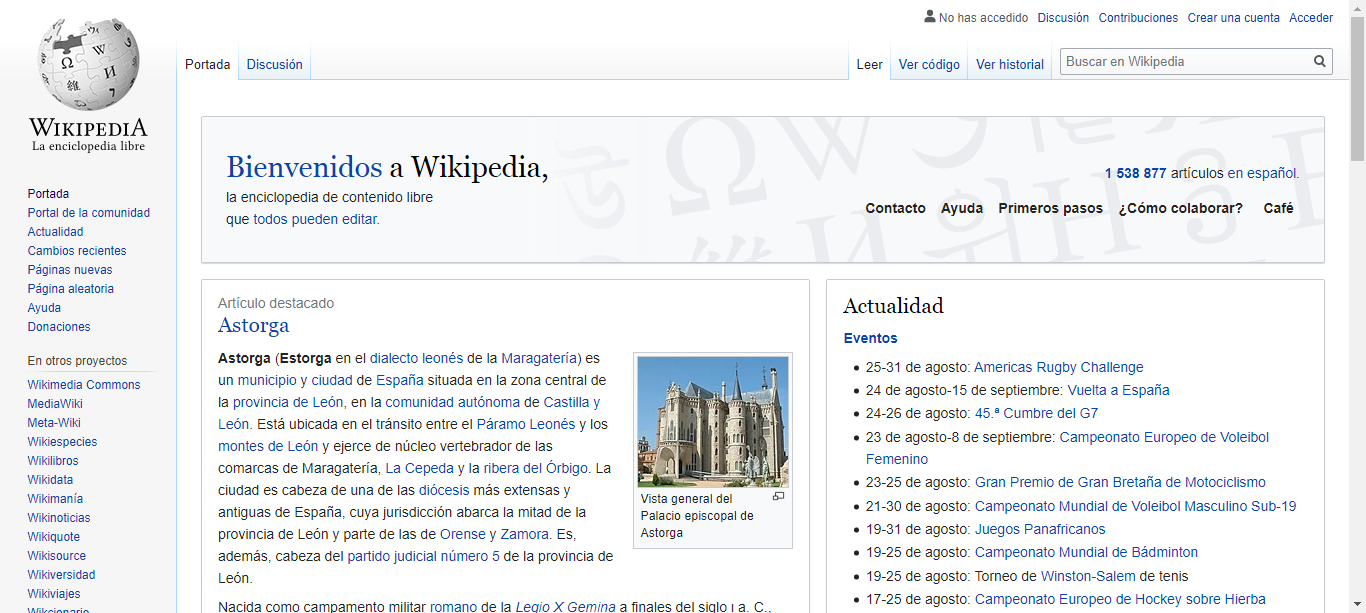 No ha accedido Discusión Contribuciones Crear una cuenta Acceder
Portada Discusión Leer Ver código Ver historial Buscar en Wikipedia
WIKIPEDIA
La enciclopedia libre
Portada
Portal de la comunidad
Actualidad
Cambios recientes
Páginas nuevas
Página aleatoria
Ayuda
Donaciones
En otros proyectos
Wikimedia Commons
MediaWiki
Meta-Wiki
Wikiespecies
Wikilibros
Wikidata
Wikimanía
Wikinoticias
Wikiquote
Wikisource
Wikiversidad
Wikiviajes
Wikcionario
Bienvenidos a Wikipedia,
la enciclopedia de contenido libre
que todos pueden editar.
1 538 877 artículos en español.
Contacto Ayuda Primeros pasos ¿Cómo colaborar? Café
Artículo destacado
Astorga
Astorga (Estorga en el dialecto leonés de la Maragatería) es
un municipio y ciudad de España situada en la zona central de
la provincia de León, en la comunidad autónoma de Castilla y
León. Está ubicada en el tránsito entre el Páramo Leonés y los
montes de León y ejerce de núcleo vertebrador de las
comarcas de Maragatería, La Cepeda y la ribera del Órbigo. La
ciudad es cabeza de una de las diócesis más extensas y
antiguas de España, cuya jurisdicción abarca la mitad de la
provincia de León y parte de las de Orense y Zamora. Es,
además, cabeza del partido judicial número 5 de la provincia de
León.
Nacida como campamento militar romano de la Legio X Gemina a finales del siglo I a. C.,
Vista general del
Palacio episcopal de
Astorga
Actualidad
Eventos
25-31 de agosto: Americas Rugby Challenge
24 de agosto-15 de septiembre: Vuelta a España
24-26 de agosto: 45.ª Cumbre del G7
23 de agosto-8 de septiembre: Campeonato Europeo de Voleibol
Femenino
23-25 de agosto: Gran Premio de Gran Bretaña de Motociclismo
21-30 de agosto: Campeonato Mundial de Voleibol Masculino Sub-19
19-31 de agosto: Juegos Panafricanos
19-25 de agosto: Campeonato Mundial de Bádminton
19-25 de agosto: Torneo de Winston-Salem de tenis
17-25 de agosto: Campeonato Europeo de Hockey sobre Hierba